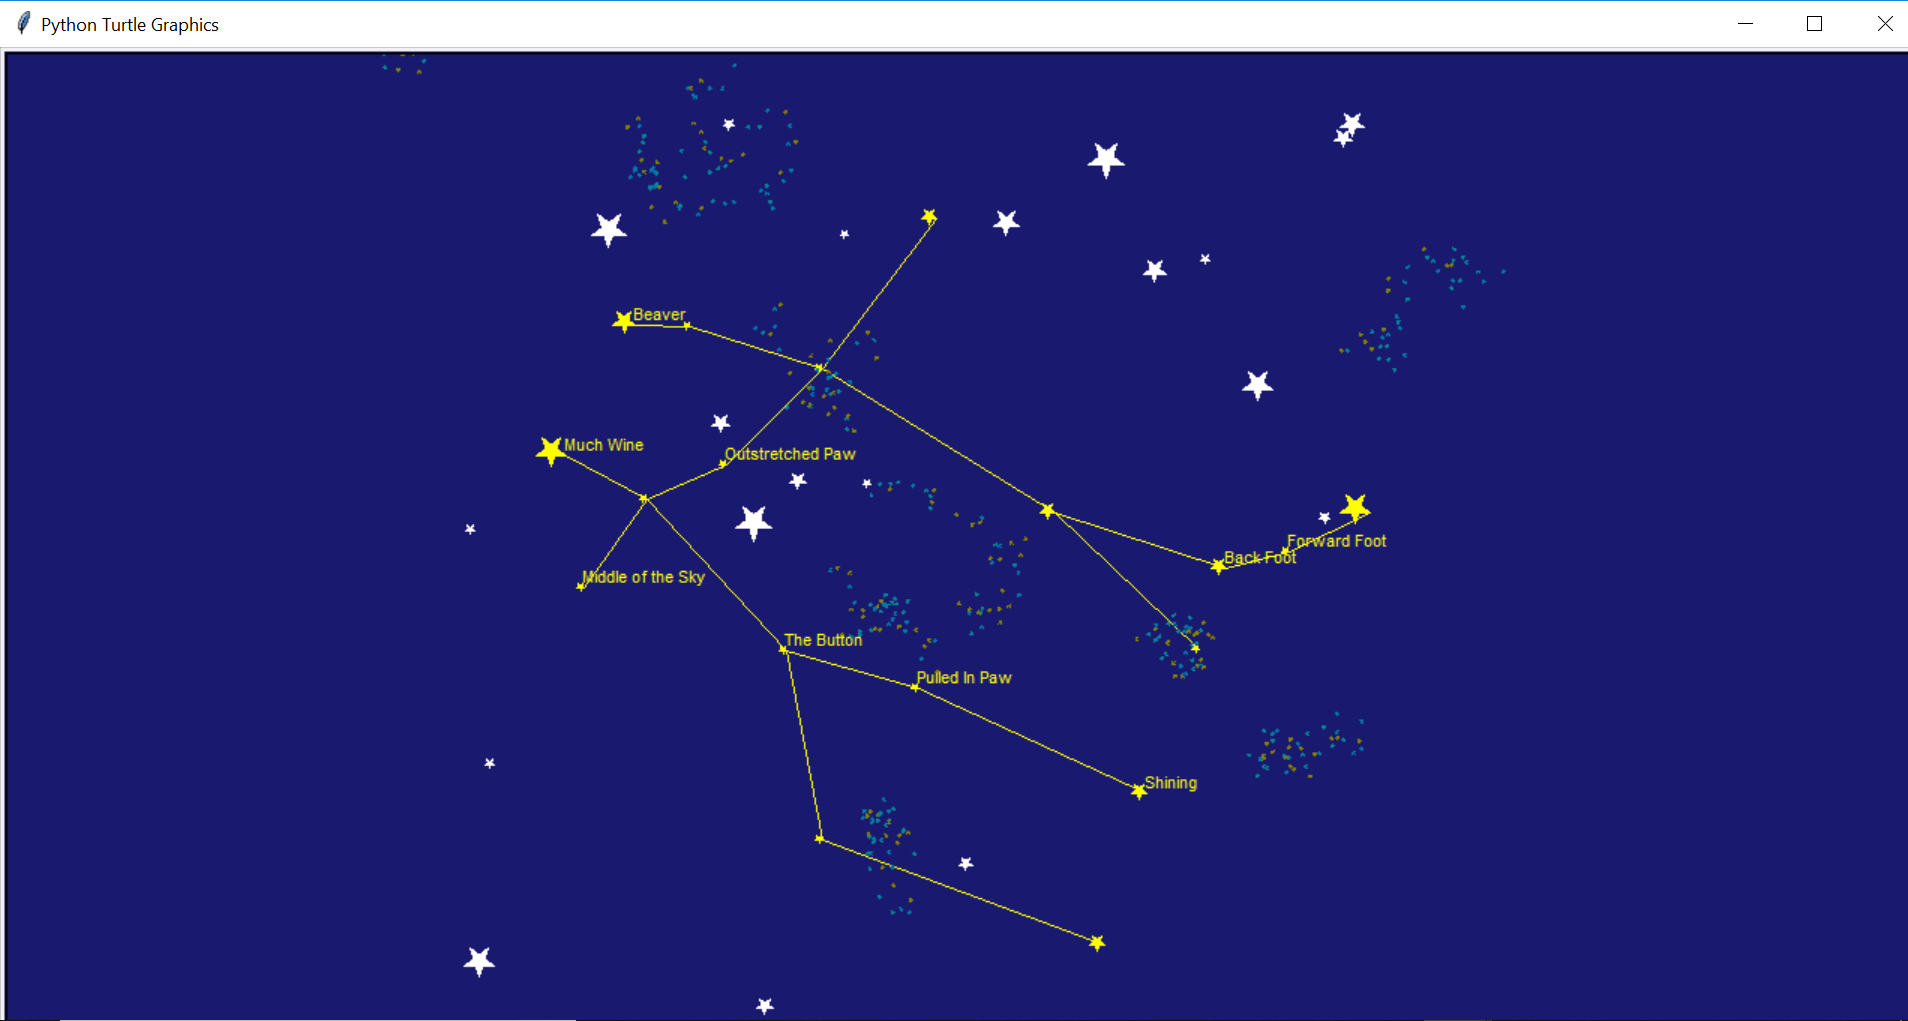 Python Turtle Graphics
Beaver
Much Wine
Outstretched Paw
Forward Foot
Back Foot
Middle of the Sky
The Button
Pulled In Paw
Shining